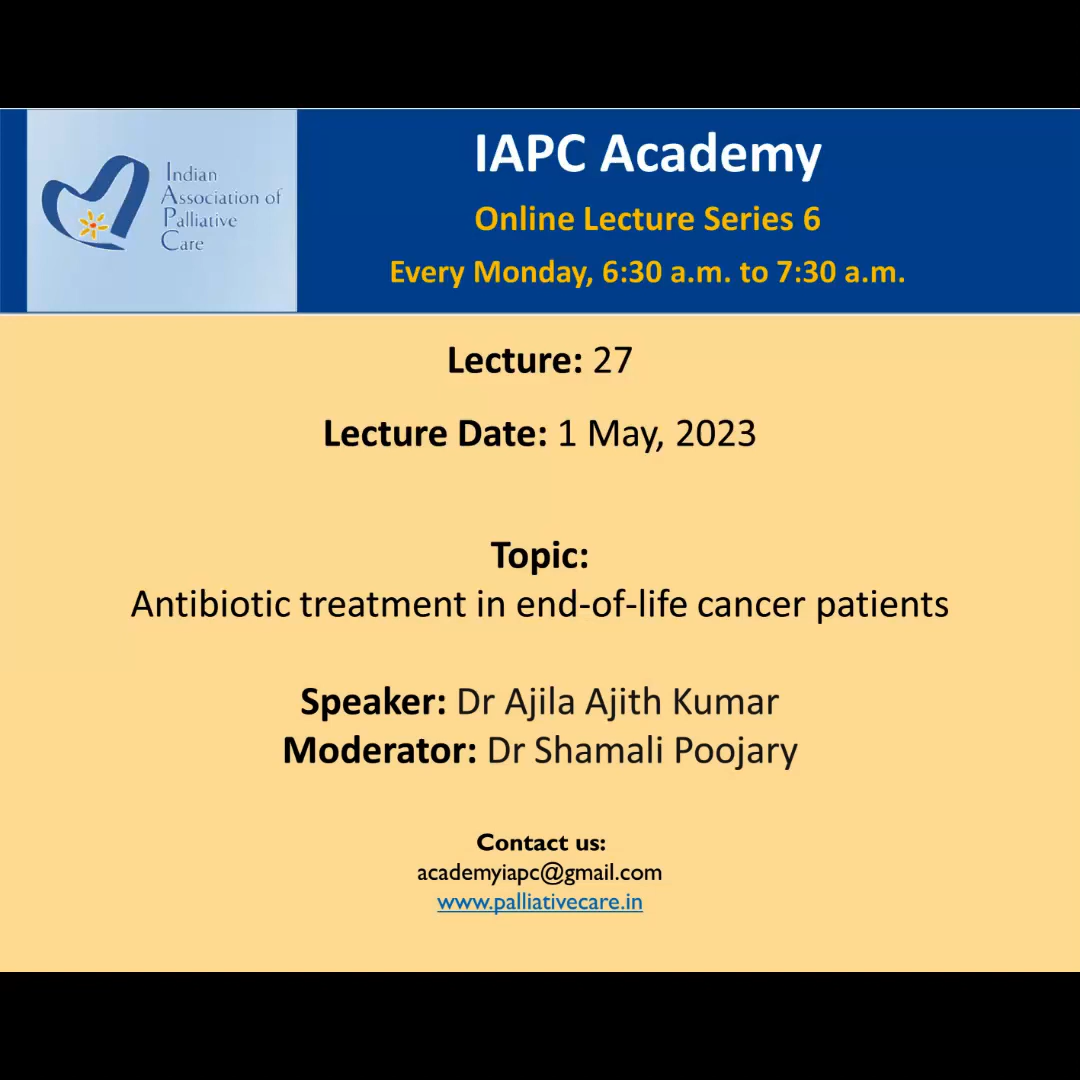 Indian
Association of
Palliative
Care
IAPC Academy
Online Lecture Series 6
Every Monday, 6:30 a.m. to 7:30 a.m.
Lecture: 27
Lecture Date: 1 May, 2023
Topic:
Antibiotic treatment in end-of-life cancer patients
Speaker: Dr Ajila Ajith Kumar
Moderator: Dr Shamali Poojary
Contact us:
academyiapc@gmail.com
www.palliativecare.in